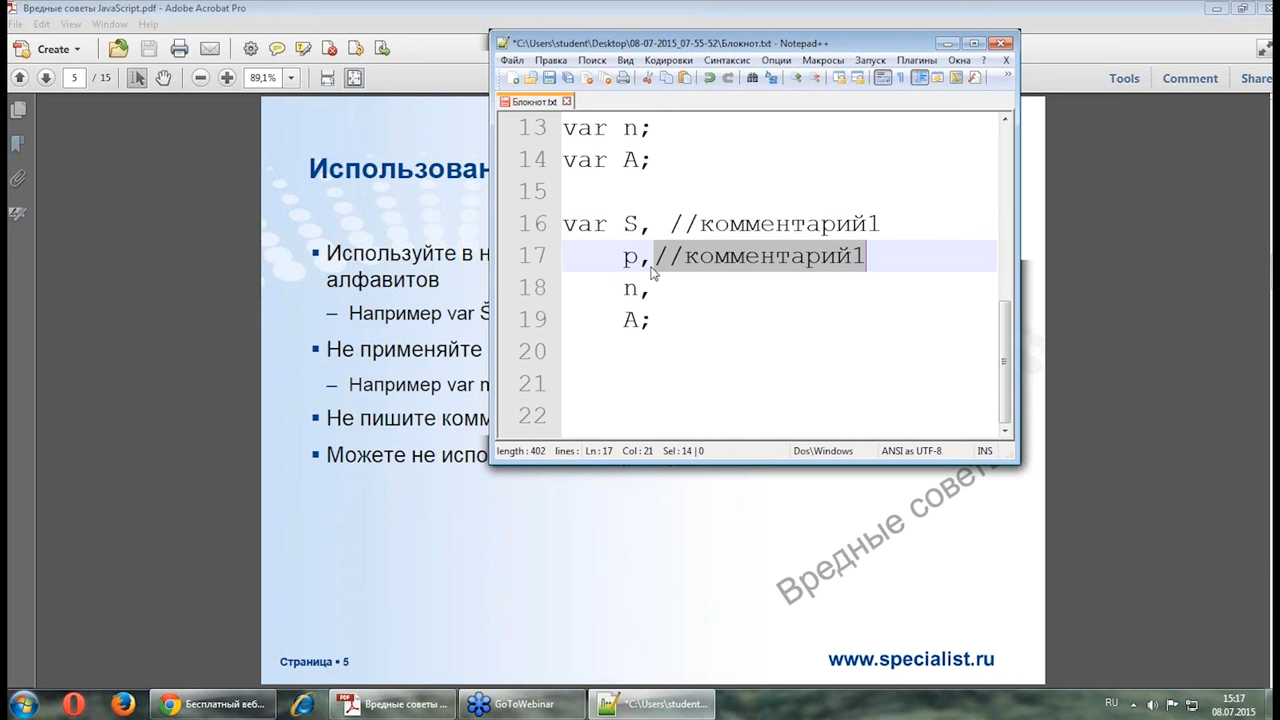 Вредные советы JavaScript.pdf - Adobe Acrobat Pro
File Edit View Window Help
Create
5 / 15
89,1%
Tools Comment Share
*C:\Users\student\Desktop\08-07-2015_07-55-52\Блокнот.txt - Notepad++
Файл Правка Поиск Вид Кодировки Синтаксис Опции Макросы Запуск Плагины Окна ? X
Блокнот.txt
13 var n;
14 var A;
15
16 var S, //комментарий1
17 p,//комментарий1
18 n,
19 A;
20
21
22
length : 402 lines : Ln : 17 Col : 21 Sel : 14 | 0 Dos\Windows ANSI as UTF-8 INS
Использован
Используйте в н
алфавитов
– Например var Š
Не применяйте
– Например var m
Не пишите комм
Можете не испо
Вредные совет
Страница ▪ 5
www.specialist.ru
Бесплатный веб...
Вредные советы ...
GoToWebinar
*C:\Users\student...
RU
15:17
08.07.2015